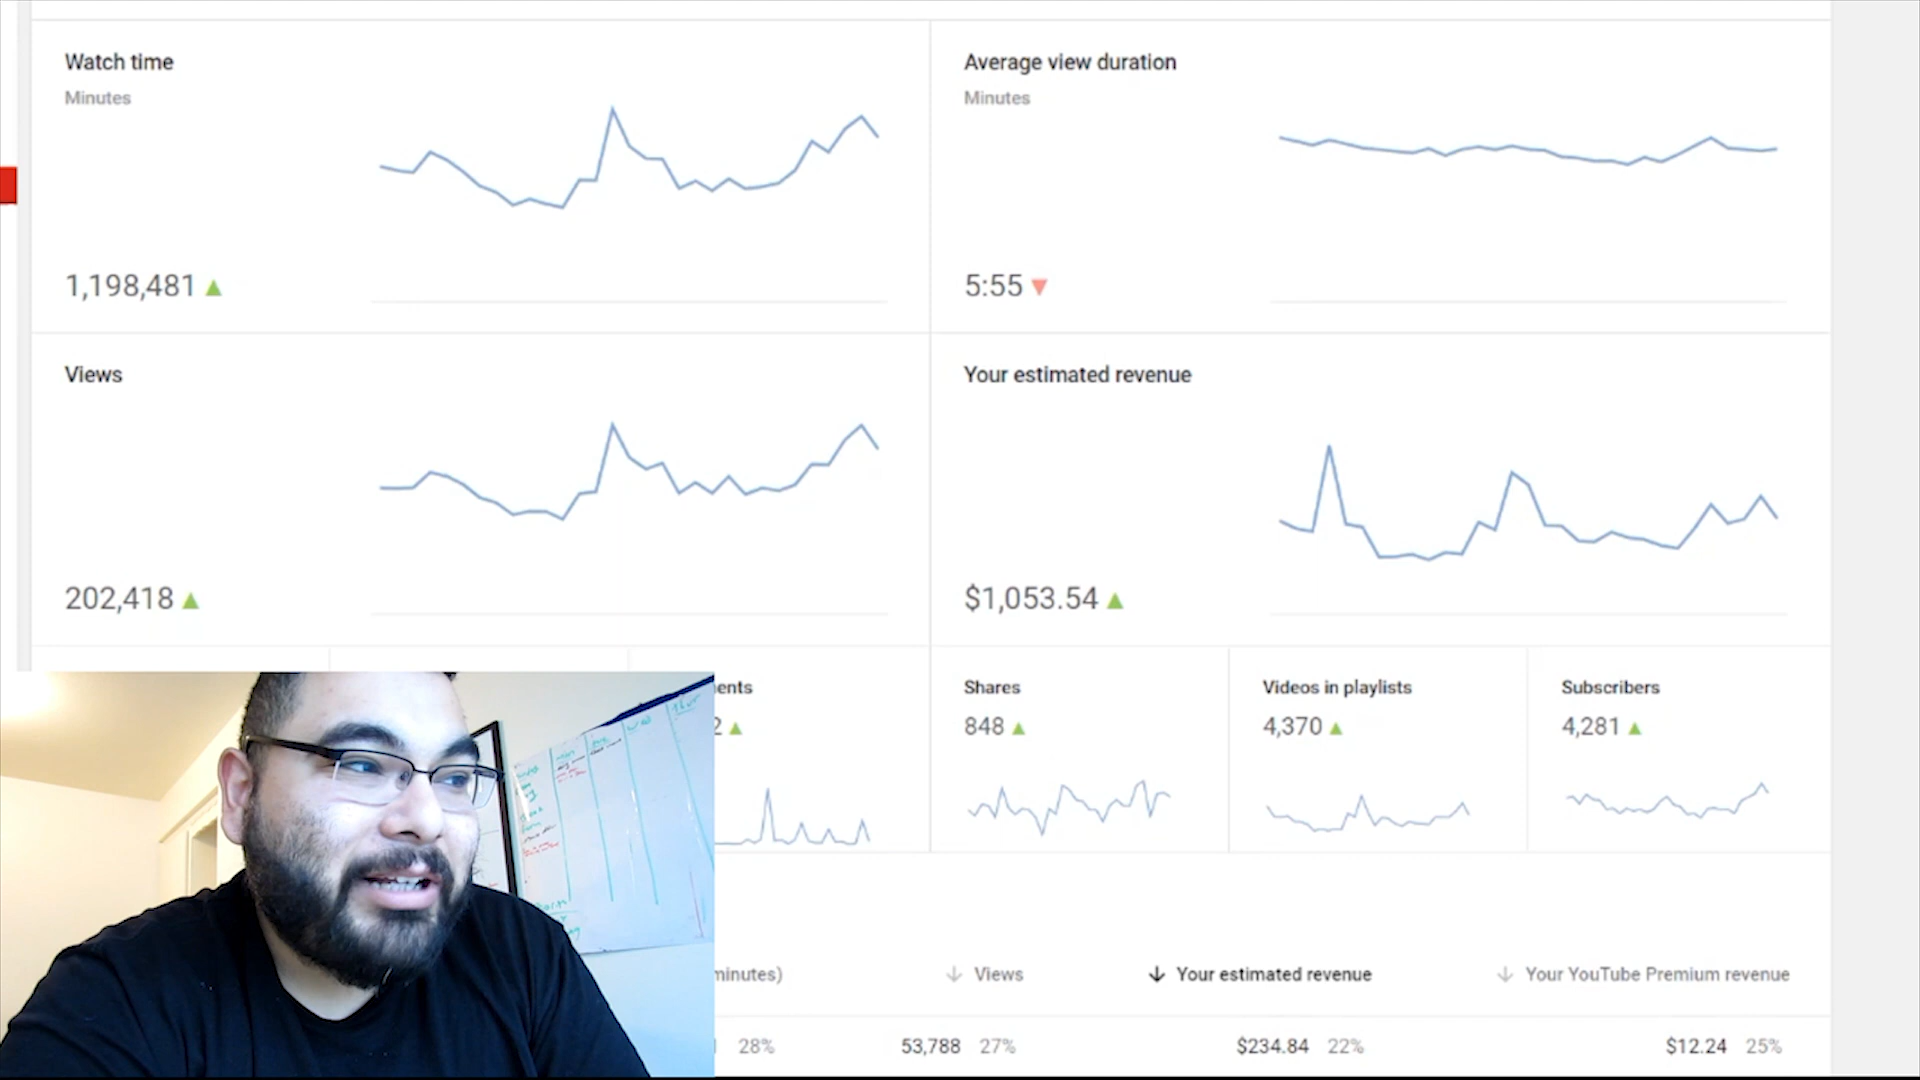 Watch time
Minutes
1,198,481
Average view duration
Minutes
5:55
Views
202,418
Your estimated revenue
$1,053.54
ents
2
Shares
848
Videos in playlists
4,370
Subscribers
4,281
minutes)
Views
Your estimated revenue
Your YouTube Premium revenue
28%
53,788 27%
$234.84 22%
$12.24 25%